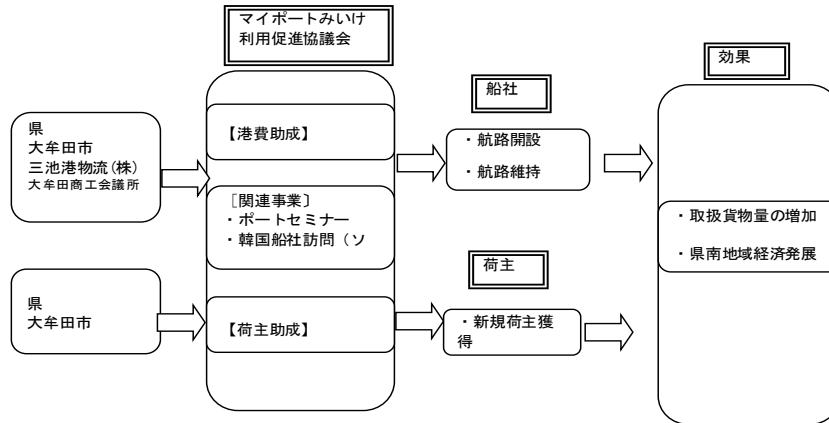 マイポートみいけ
利用促進協議会
県
大牟田市
三池港物流(株)
大牟田商工会議所
県
大牟田市
【港費助成】
［関連事業］
・ポートセミナー
・韓国船社訪問（ソ
【荷主助成】
船社
・航路開設
・航路維持
荷主
・新規荷主獲
得
効果
・取扱貨物量の増加
・県南地域経済発展